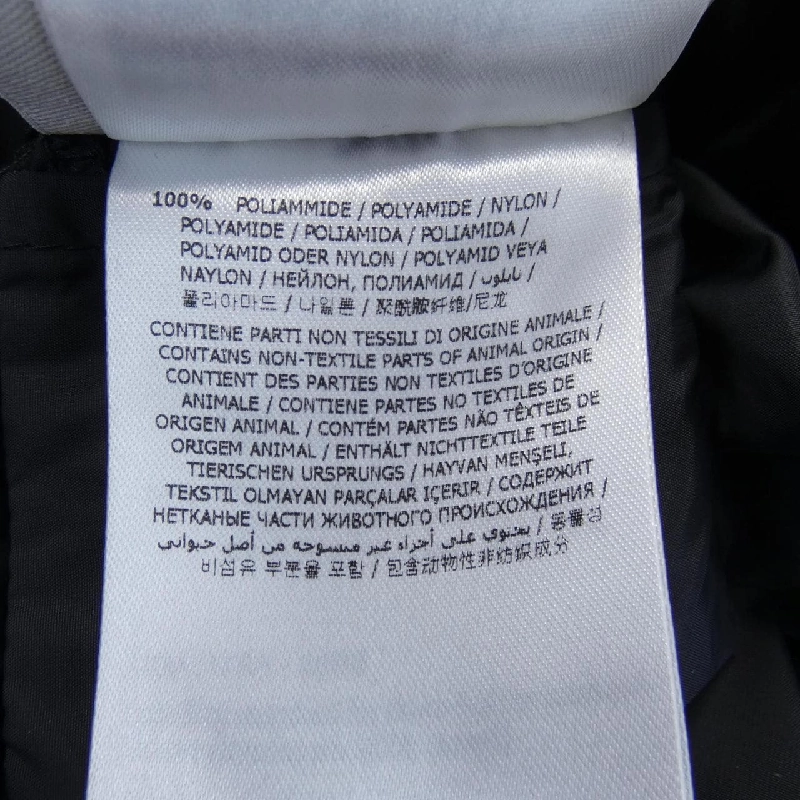 100% POLIAMMIDE / POLYAMIDE / NYLON /
POLYAMIDE / POLIAMIDA / POLIAMIDA /
POLYAMID ODER NYLON / POLYAMID VEYA
NAYLON / НЕЙЛОН, ПОЛИАМИД / نايلون /
폴리아마드 / 나일론 / 聚酰胺纤维/尼龙
CONTIENE PARTI NON TESSILI DI ORIGINE ANIMALE /
CONTAINS NON-TEXTILE PARTS OF ANIMAL ORIGIN /
CONTIENT DES PARTIES NON TEXTILES D'ORIGINE
ANIMALE / CONTIENE PARTES NO TEXTILES DE
ORIGEN ANIMAL / CONTÉM PARTES NÃO TÊXTEIS DE
ORIGEM ANIMAL / ENTHÄLT NICHTTEXTILE TEILE
TIERISCHEN URSPRUNGS / HAYVAN MENŞELİ,
TEKSTIL OLMAYAN PARÇALAR IÇERIR / СОДЕРЖИТ
НЕТКАНЫЕ ЧАСТИ ЖИВОТНОГО ПРОИСХОЖДЕНИЯ /
يحتوي على أجزاء غير منسوجة من أصل حيواني / 동물성
비섬유 부분을 포함 / 包含动物性非纺织成分